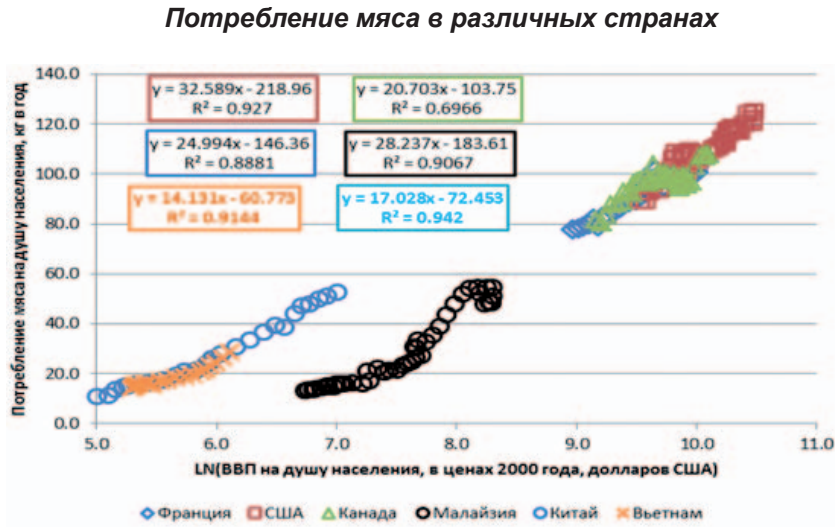 Потребление мяса в различных странах
Потребление мяса на душу населения, кг в год
140.0
120.0
100.0
80.0
60.0
40.0
20.0
0.0
y = 32.589x - 218.96
R² = 0.927
y = 20.703x - 103.75
R² = 0.6966
y = 24.994x - 146.36
R² = 0.8881
y = 28.237x - 183.61
R² = 0.9067
y = 14.131x - 60.773
R² = 0.9144
y = 17.028x - 72.453
R² = 0.942
5.0 6.0 7.0 8.0 9.0 10.0 11.0
LN(ВВП на душу населения, в ценах 2000 года, долларов США)
Франция США Канада Малайзия Китай Вьетнам